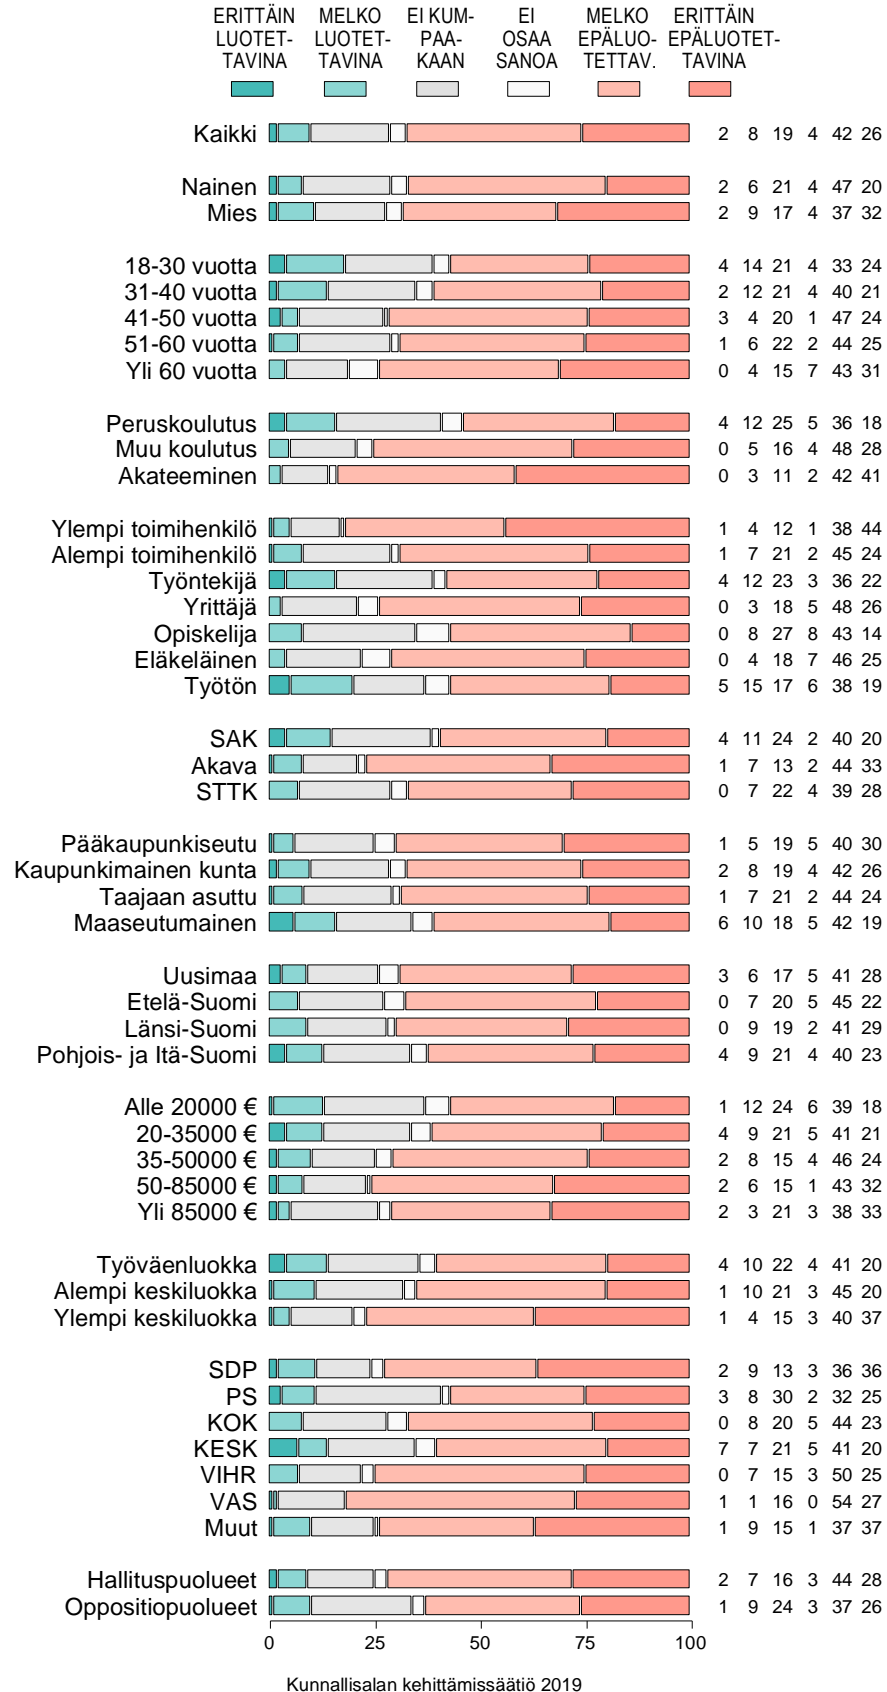 ERITTÄIN MELKO EI KUM- EI MELKO ERITTÄIN
LUOTET- LUOTET- PAA- OSAA EPÄLUO- EPÄLUOTET-
TAVINA TAVINA KAAN SANOA TETTAV. TAVINA
Kaikki 2 8 19 4 42 26
Nainen 2 6 21 4 47 20
Mies 2 9 17 4 37 32
18-30 vuotta 4 14 21 4 33 24
31-40 vuotta 2 12 21 4 40 21
41-50 vuotta 3 4 20 1 47 24
51-60 vuotta 1 6 22 2 44 25
Yli 60 vuotta 0 4 15 7 43 31
Peruskoulutus 4 12 25 5 36 18
Muu koulutus 0 5 16 4 48 28
Akateeminen 0 3 11 2 42 41
Ylempi toimihenkilö 1 4 12 1 38 44
Alempi toimihenkilö 1 7 21 2 45 24
Työntekijä 4 12 23 3 36 22
Yrittäjä 0 3 18 5 48 26
Opiskelija 0 8 27 8 43 14
Eläkeläinen 0 4 18 7 46 25
Työtön 5 15 17 6 38 19
SAK 4 11 24 2 40 20
Akava 1 7 13 2 44 33
STTK 0 7 22 4 39 28
Pääkaupunkiseutu 1 5 19 5 40 30
Kaupunkimainen kunta 2 8 19 4 42 26
Taajaan asuttu 1 7 21 2 44 24
Maaseutumainen 6 10 18 5 42 19
Uusimaa 3 6 17 5 41 28
Etelä-Suomi 0 7 20 5 45 22
Länsi-Suomi 0 9 19 2 41 29
Pohjois- ja Itä-Suomi 4 9 21 4 40 23
Alle 20000 € 1 12 24 6 39 18
20-35000 € 4 9 21 5 41 21
35-50000 € 2 8 15 4 46 24
50-85000 € 2 6 15 1 43 32
Yli 85000 € 2 3 21 3 38 33
Työväenluokka 4 10 22 4 41 20
Alempi keskiluokka 1 10 21 3 45 20
Ylempi keskiluokka 1 4 15 3 40 37
SDP 2 9 13 3 36 36
PS 3 8 30 2 32 25
KOK 0 8 20 5 44 23
KESK 7 7 21 5 41 20
VIHR 0 7 15 3 50 25
VAS 1 1 16 0 54 27
Muut 1 9 15 1 37 37
Hallituspuolueet 2 7 16 3 44 28
Oppositiopuolueet 1 9 24 3 37 26
0 25 50 75 100
Kunnallisalan kehittämissäätiö 2019